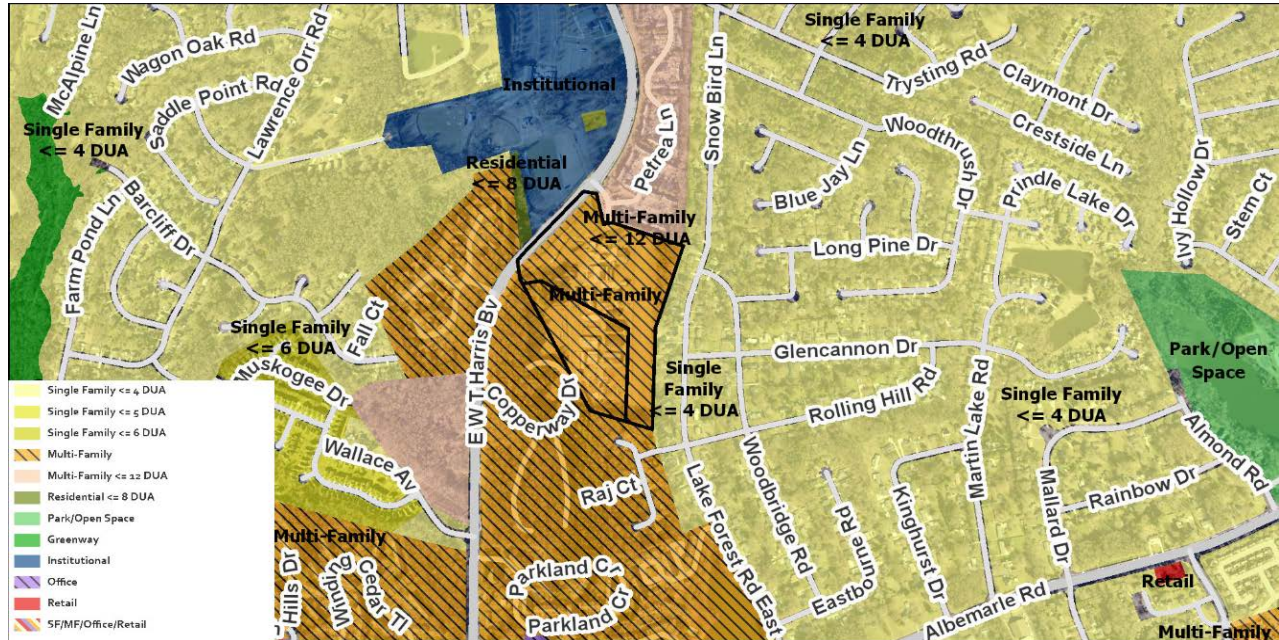 McAlpine Ln
Wagon Oak Rd
Saddle Point Rd
Lawrence Orr Rd
Single Family
<= 4 DUA
Farm Pond Ln
Barcliff Dr
Institutional
Residential
<= 8 DUA
Petrea Ln
Snow Bird Ln
Single Family
<= 4 DUA
Trysting Rd
Claymont Dr
Crestside Ln
Woodthrush Dr
Blue Jay Ln
Prindle Lake Dr
Ivy Hollow Dr
Stem Ct
Long Pine Dr
Multi-Family
<= 12 DUA
Multi-Family
Fall Ct
Single Family
<= 6 DUA
Muskogee Dr
Wallace Av
E.W.T.Harris Bv
Copperway Dr
Single
Family
<= 4 DUA
Glencannon Dr
Rolling Hill Rd
Martin Lake Rd
Single Family
<= 4 DUA
Park/Open
Space
Almond Rd
Rainbow Dr
Mallard Dr
Kinghurst Dr
Woodbridge Rd
Eastbourne Rd
Lake Forest Rd East
Raj Ct
Parkland Cr
Parkland Cr
Albemarle Rd
Retail
Multi-Family
Multi-Family
Hills Dr
Winding
Cedar Tl
Single Family <= 4 DUA
Single Family <= 5 DUA
Single Family <= 6 DUA
Multi-Family
Multi-Family <= 12 DUA
Residential <= 8 DUA
Park/Open Space
Greenway
Institutional
Office
Retail
SF/MF/Office/Retail